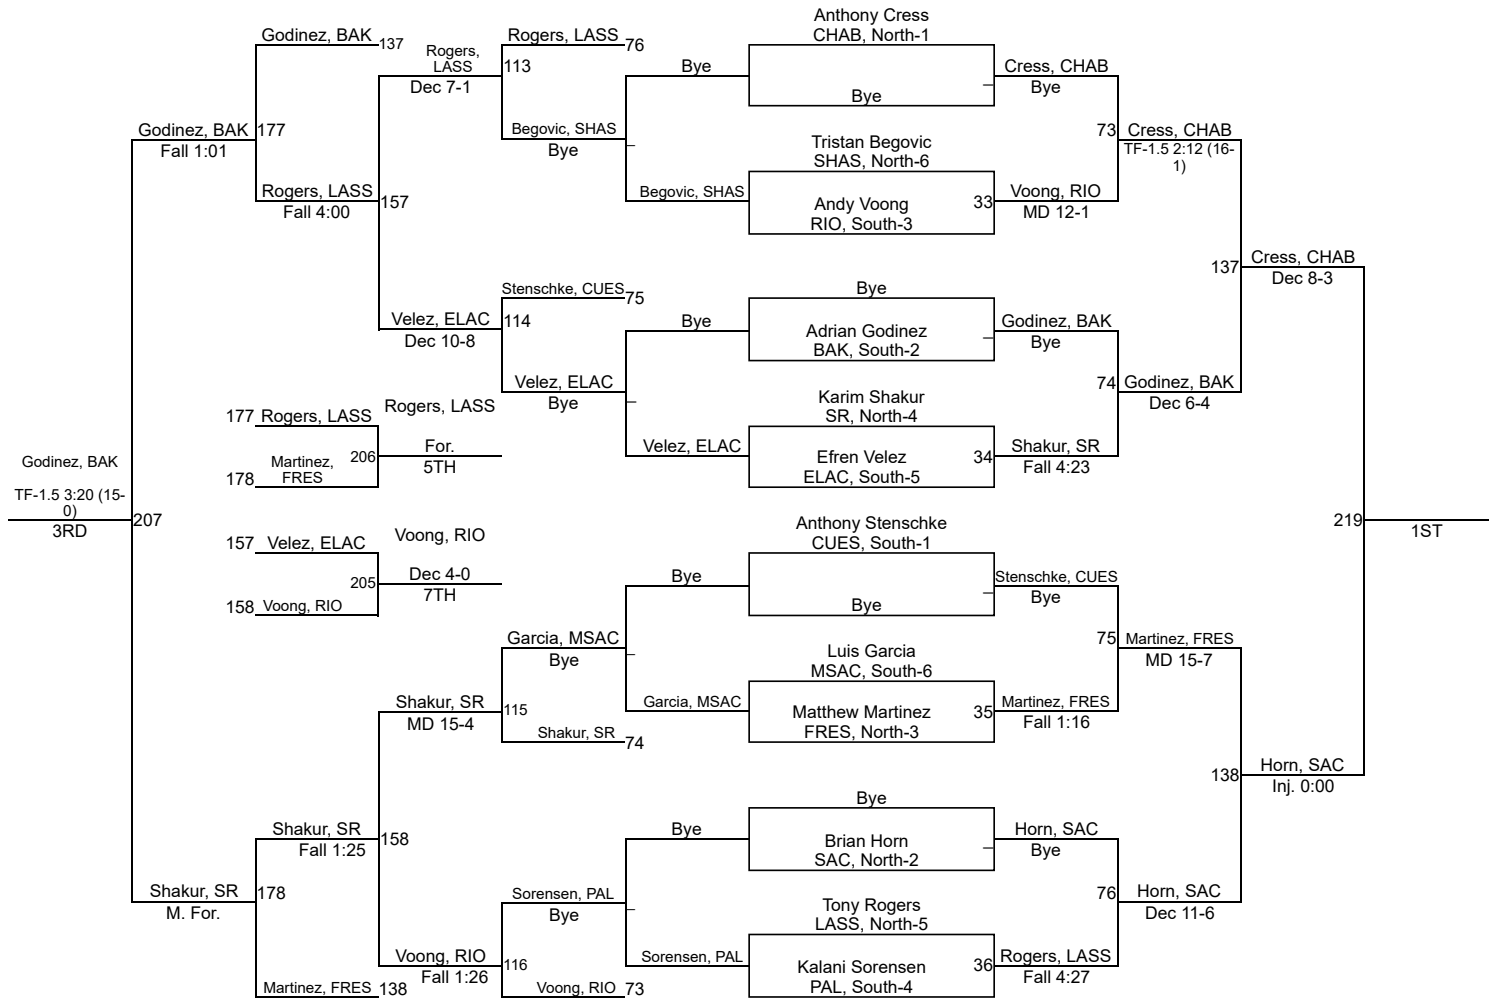 Anthony Cress
CHAB, North-1
Godinez, BAK
137
Rogers, LASS
76
Rogers,
LASS
113
Dec 7-1
Bye
Cress, CHAB
Bye
Bye
Begovic, SHAS
Bye
Godinez, BAK
177
Fall 1:01
73
Cress, CHAB
TF-1.5 2:12 (16-
1)
Tristan Begovic
SHAS, North-6
Rogers, LASS
Fall 4:00
157
Begovic, SHAS
Andy Voong
RIO, South-3
33
Voong, RIO
MD 12-1
137
Cress, CHAB
Dec 8-3
Stenschke, CUES
75
Bye
Velez, ELAC
114
Dec 10-8
Bye
Adrian Godinez
BAK, South-2
Godinez, BAK
Bye
Velez, ELAC
Bye
74
Godinez, BAK
Dec 6-4
177
Rogers, LASS
Rogers, LASS
Karim Shakur
SR, North-4
206
For.
5TH
Velez, ELAC
Efren Velez
ELAC, South-5
34
Shakur, SR
Fall 4:23
178
Martinez,
FRES
Godinez, BAK
TF-1.5 3:20 (15-
0)
207
3RD
219
1ST
157
Velez, ELAC
Voong, RIO
Anthony Stenschke
CUES, South-1
205
Dec 4-0
7TH
158
Voong, RIO
Bye
Bye
Stenschke, CUES
Bye
Garcia, MSAC
Bye
75
Martinez, FRES
MD 15-7
Luis Garcia
MSAC, South-6
Shakur, SR
MD 15-4
115
Garcia, MSAC
Matthew Martinez
FRES, North-3
35
Martinez, FRES
Fall 1:16
Shakur, SR
74
138
Horn, SAC
Inj. 0:00
Bye
Shakur, SR
Fall 1:25
158
Bye
Brian Horn
SAC, North-2
Horn, SAC
Bye
Shakur, SR
M. For.
178
Sorensen, PAL
Bye
76
Horn, SAC
Dec 11-6
Tony Rogers
LASS, North-5
Voong, RIO
Fall 1:26
116
Sorensen, PAL
Kalani Sorensen
PAL, South-4
36
Rogers, LASS
Fall 4:27
Martinez, FRES
138
Voong, RIO
73